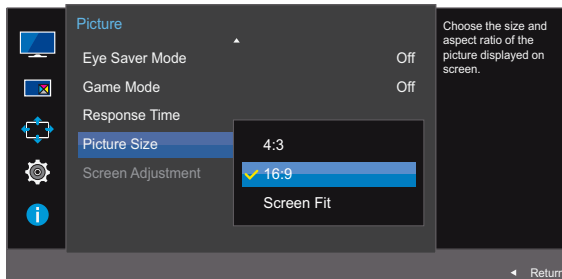 Picture
Eye Saver Mode Off
Game Mode Off
Response Time
Picture Size
Screen Adjustment
4:3
16:9
Screen Fit
Choose the size and
aspect ratio of the
picture displayed on
screen.
Return